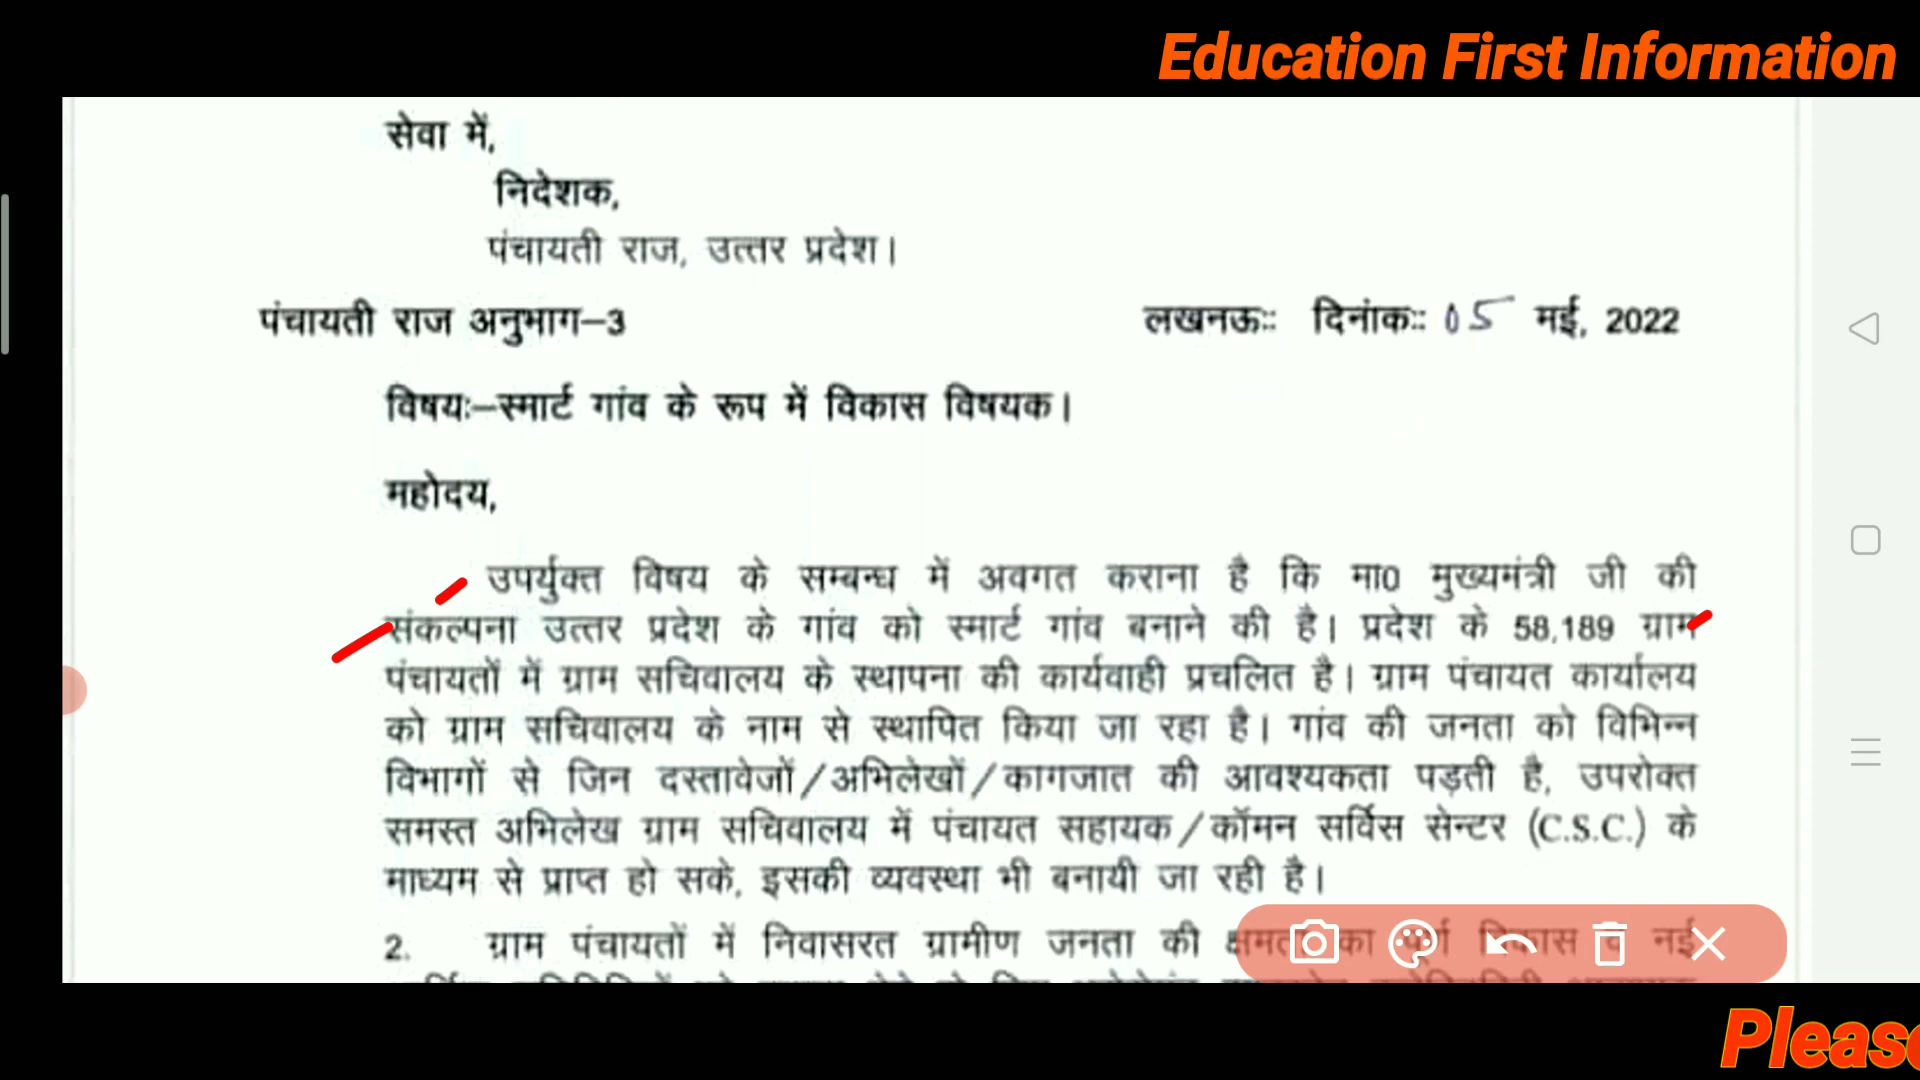 Education First Information
सेवा में,
निदेशक,
पंचायती राज, उत्तर प्रदेश।
पंचायती राज अनुभाग–3 लखनऊः: दिनांकः: 05 मई, 2022
विषयः–स्मार्ट गांव के रूप में विकास विषयक।
महोदय,
उपर्युक्त विषय के सम्बन्ध में अवगत कराना है कि मा0 मुख्यमंत्री जी की
संकल्पना उत्तर प्रदेश के गांव को स्मार्ट गांव बनाने की है। प्रदेश के 58,189 ग्राम
पंचायतों में ग्राम सचिवालय के स्थापना की कार्यवाही प्रचलित है। ग्राम पंचायत कार्यालय
को ग्राम सचिवालय के नाम से स्थापित किया जा रहा है। गांव की जनता को विभिन्न
विभागों से जिन दस्तावेजों/अभिलेखों/कागजात की आवश्यकता पड़ती है, उपरोक्त
समस्त अभिलेख ग्राम सचिवालय में पंचायत सहायक/कॉमन सर्विस सेन्टर (C.S.C.) के
माध्यम से प्राप्त हो सके, इसकी व्यवस्था भी बनायी जा रही है।
2. ग्राम पंचायतों में निवासरत ग्रामीण जनता की का विकास व नई
Please